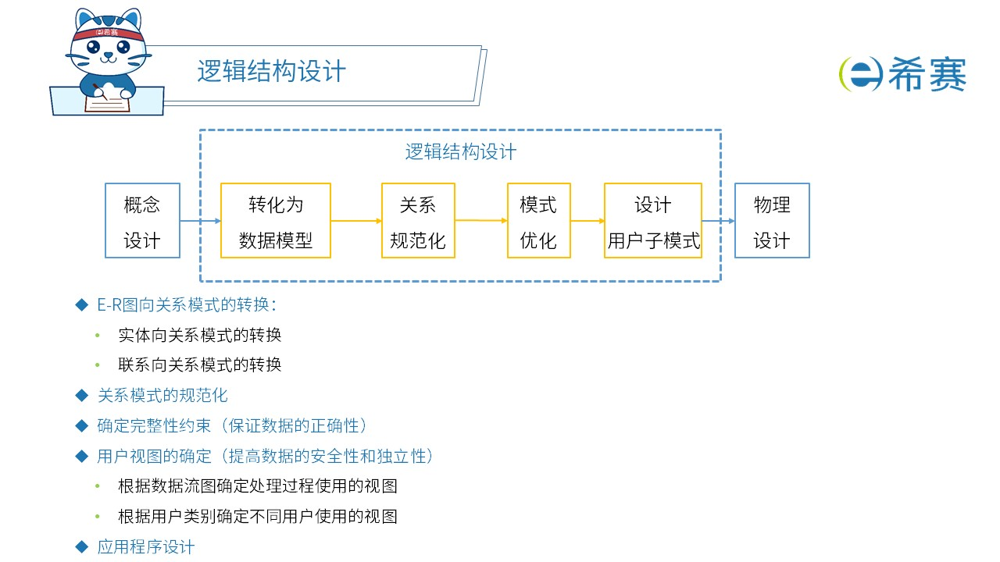 希赛
逻辑结构设计
希赛
逻辑结构设计
概念
设计
转化为
数据模型
关系
规范化
模式
优化
设计
用户子模式
物理
设计
E-R图向关系模式的转换：
实体向关系模式的转换
联系向关系模式的转换
关系模式的规范化
确定完整性约束（保证数据的正确性）
用户视图的确定（提高数据的安全性和独立性）
根据数据流图确定处理过程使用的视图
根据用户类别确定不同用户使用的视图
应用程序设计